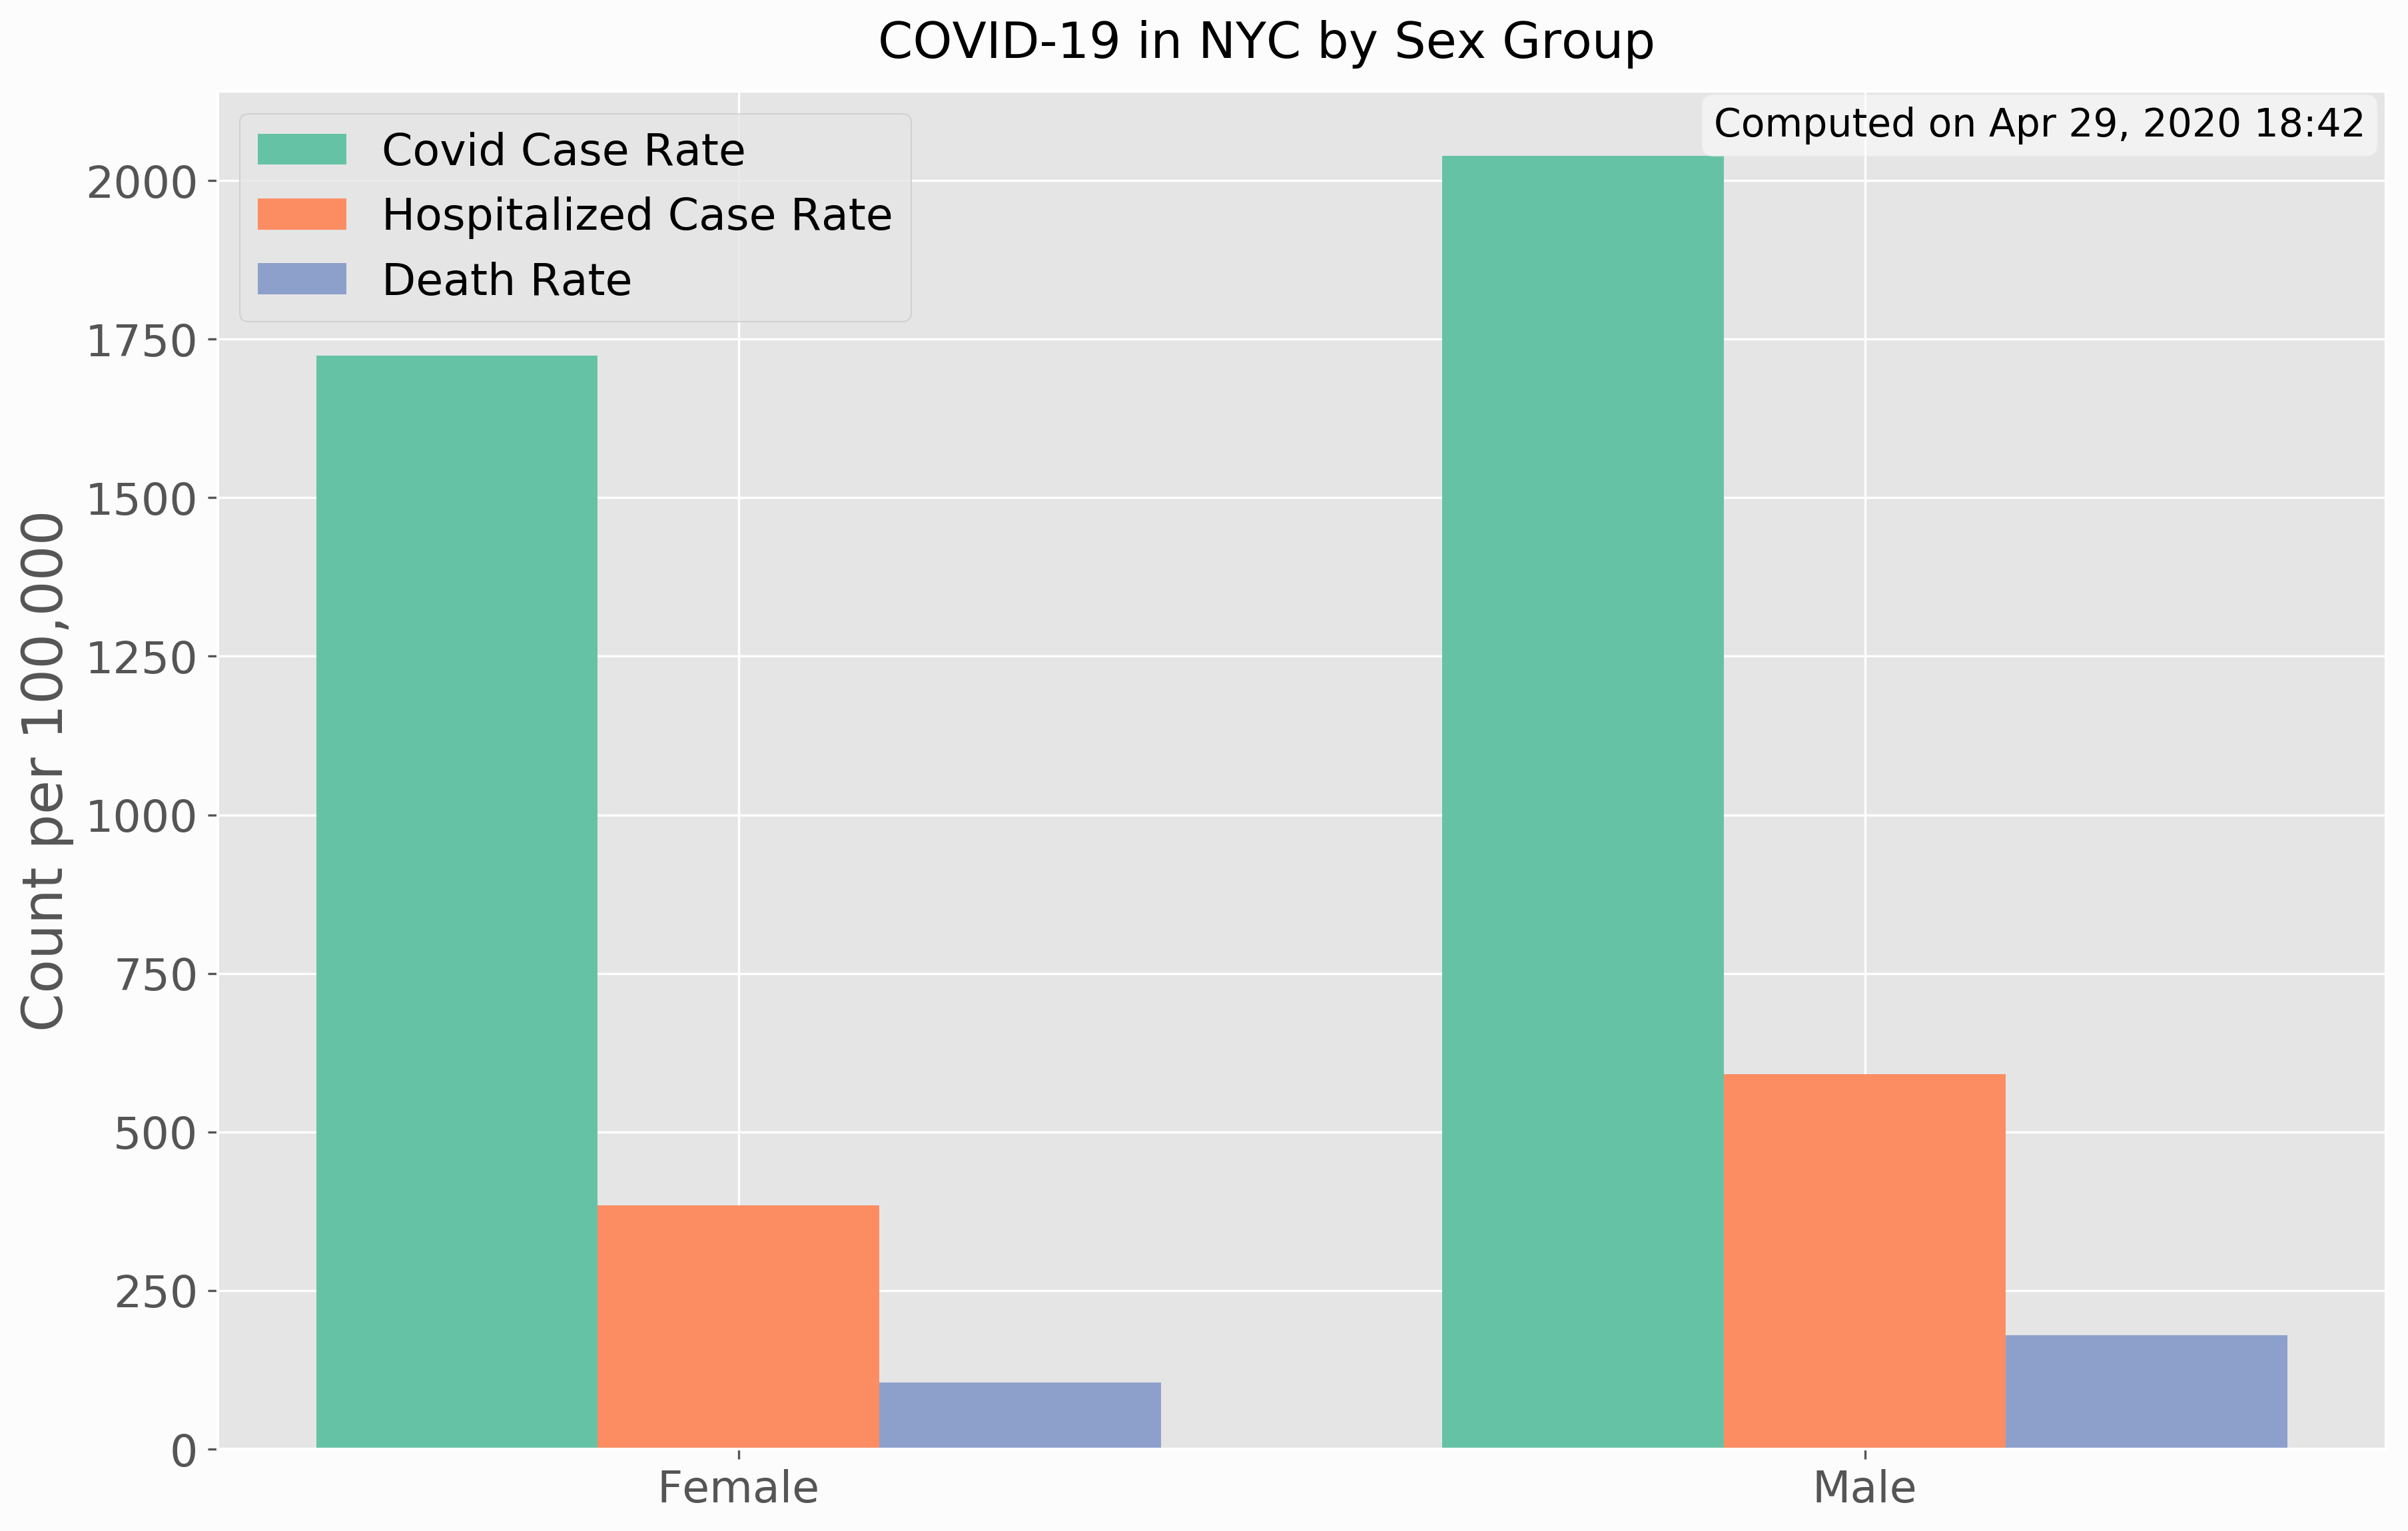 COVID-19 in NYC by Sex Group
Computed on Apr 29, 2020 18:42
Covid Case Rate
Hospitalized Case Rate
Death Rate
Count per 100,000
2000
1750
1500
1250
1000
750
500
250
0
Female
Male